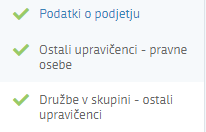 Podatki o podjetju
Ostali upravičenci - pravne
osebe
Družbe v skupini - ostali
upravičenci